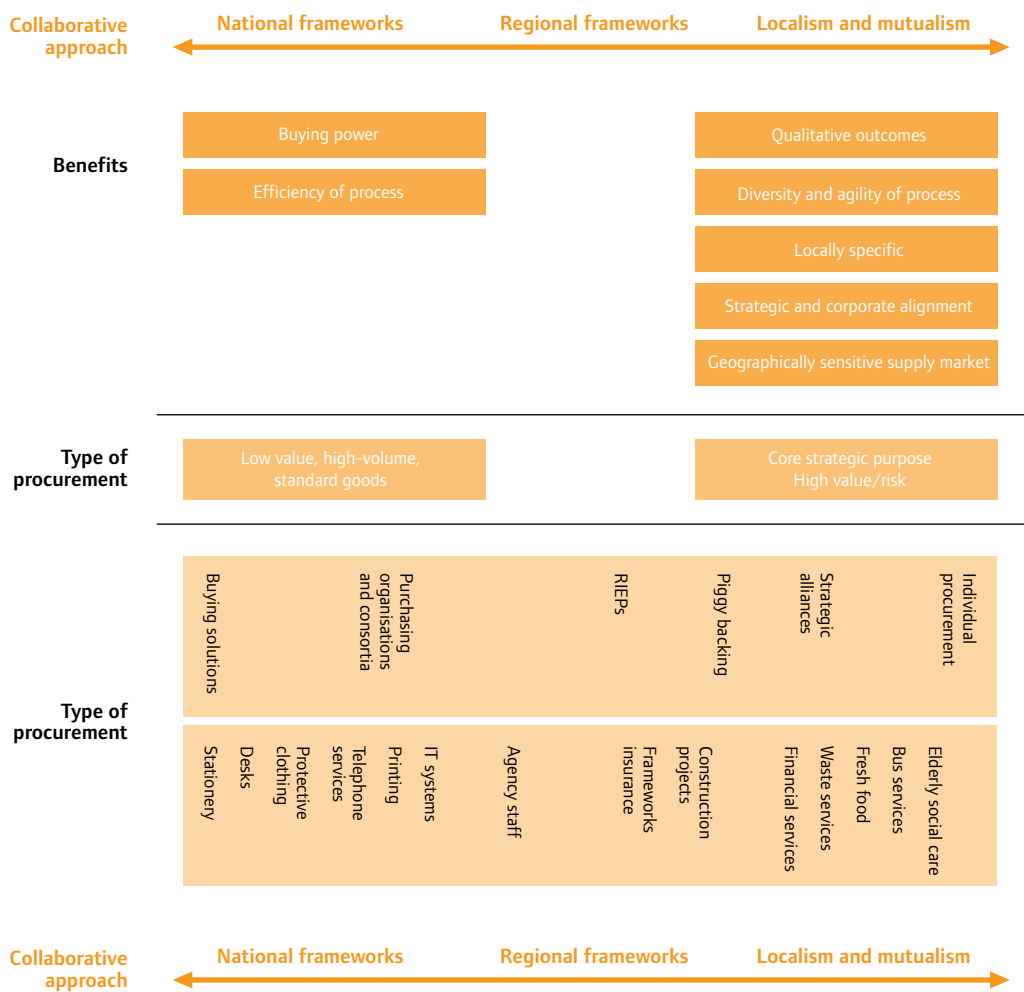 Collaborative
approach
National frameworks
Regional frameworks
Localism and mutualism
Benefits
Buying power
Efficiency of process
Qualitative outcomes
Diversity and agility of process
Locally specific
Strategic and corporate alignment
Geographically sensitive supply market
Type of
procurement
Low value, high-volume,
standard goods
Core strategic purpose
High value/risk
Type of
procurement
Buying solutions
Purchasing
organisations
and consortia
RIEPs
Piggy backing
Strategic
alliances
Individual
procurement
Stationery
Desks
Protective
clothing
Telephone
services
Printing
IT systems
Agency staff
Frameworks
insurance
Construction
projects
Financial services
Waste services
Fresh food
Bus services
Elderly social care
Collaborative
approach
National frameworks
Regional frameworks
Localism and mutualism